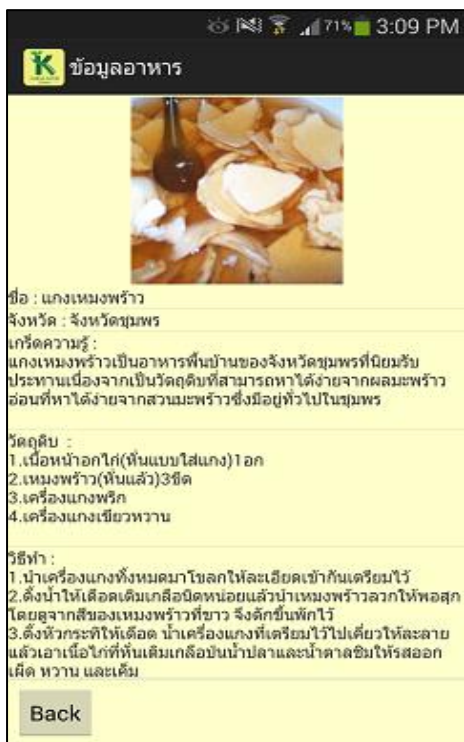 71% 3:09 PM
ข้อมูลอาหาร
ชื่อ : แกงเหมงพร้าว
จังหวัด : จังหวัดชุมพร
เกร็ดความรู้ :
แกงเหมงพร้าวเป็นอาหารพื้นบ้านของจังหวัดชุมพรที่นิยมรับ
ประทานเนื่องจากเป็นวัตถุดิบที่สามารถหาได้ง่ายจากผลมะพร้าว
อ่อนที่หาได้ง่ายจากสวนมะพร้าวซึ่งมีอยู่ทั่วไปในชุมพร
วัตถุดิบ :
1.เนื้อหน้าอกไก่(หั่นแบบใส่แกง)1อก
2.เหมงพร้าว(หั่นแล้ว)3ขีด
3.เครื่องแกงพริก
4.เครื่องแกงเขียวหวาน
วิธีทำ :
1.นำเครื่องแกงทั้งหมดมาโขลกให้ละเอียดเข้ากันเตรียมไว้
2.ตั้งน้ำให้เดือดเติมเกลือนิดหน่อยแล้วนำเหมงพร้าวลวกให้พอสุก
โดยดูจากสีของเหมงพร้าวที่ขาว จึงตักขึ้นพักไว้
3.ตั้งหัวกระทิให้เดือด นำเครื่องแกงที่เตรียมไว้ไปเคี่ยวให้ละลาย
แล้วเอาเนื้อไก่ที่หั่นเติมเกลือปนน้ำปลาและน้ำตาลชิมให้รสออก
เผ็ด หวาน และเค็ม
Back